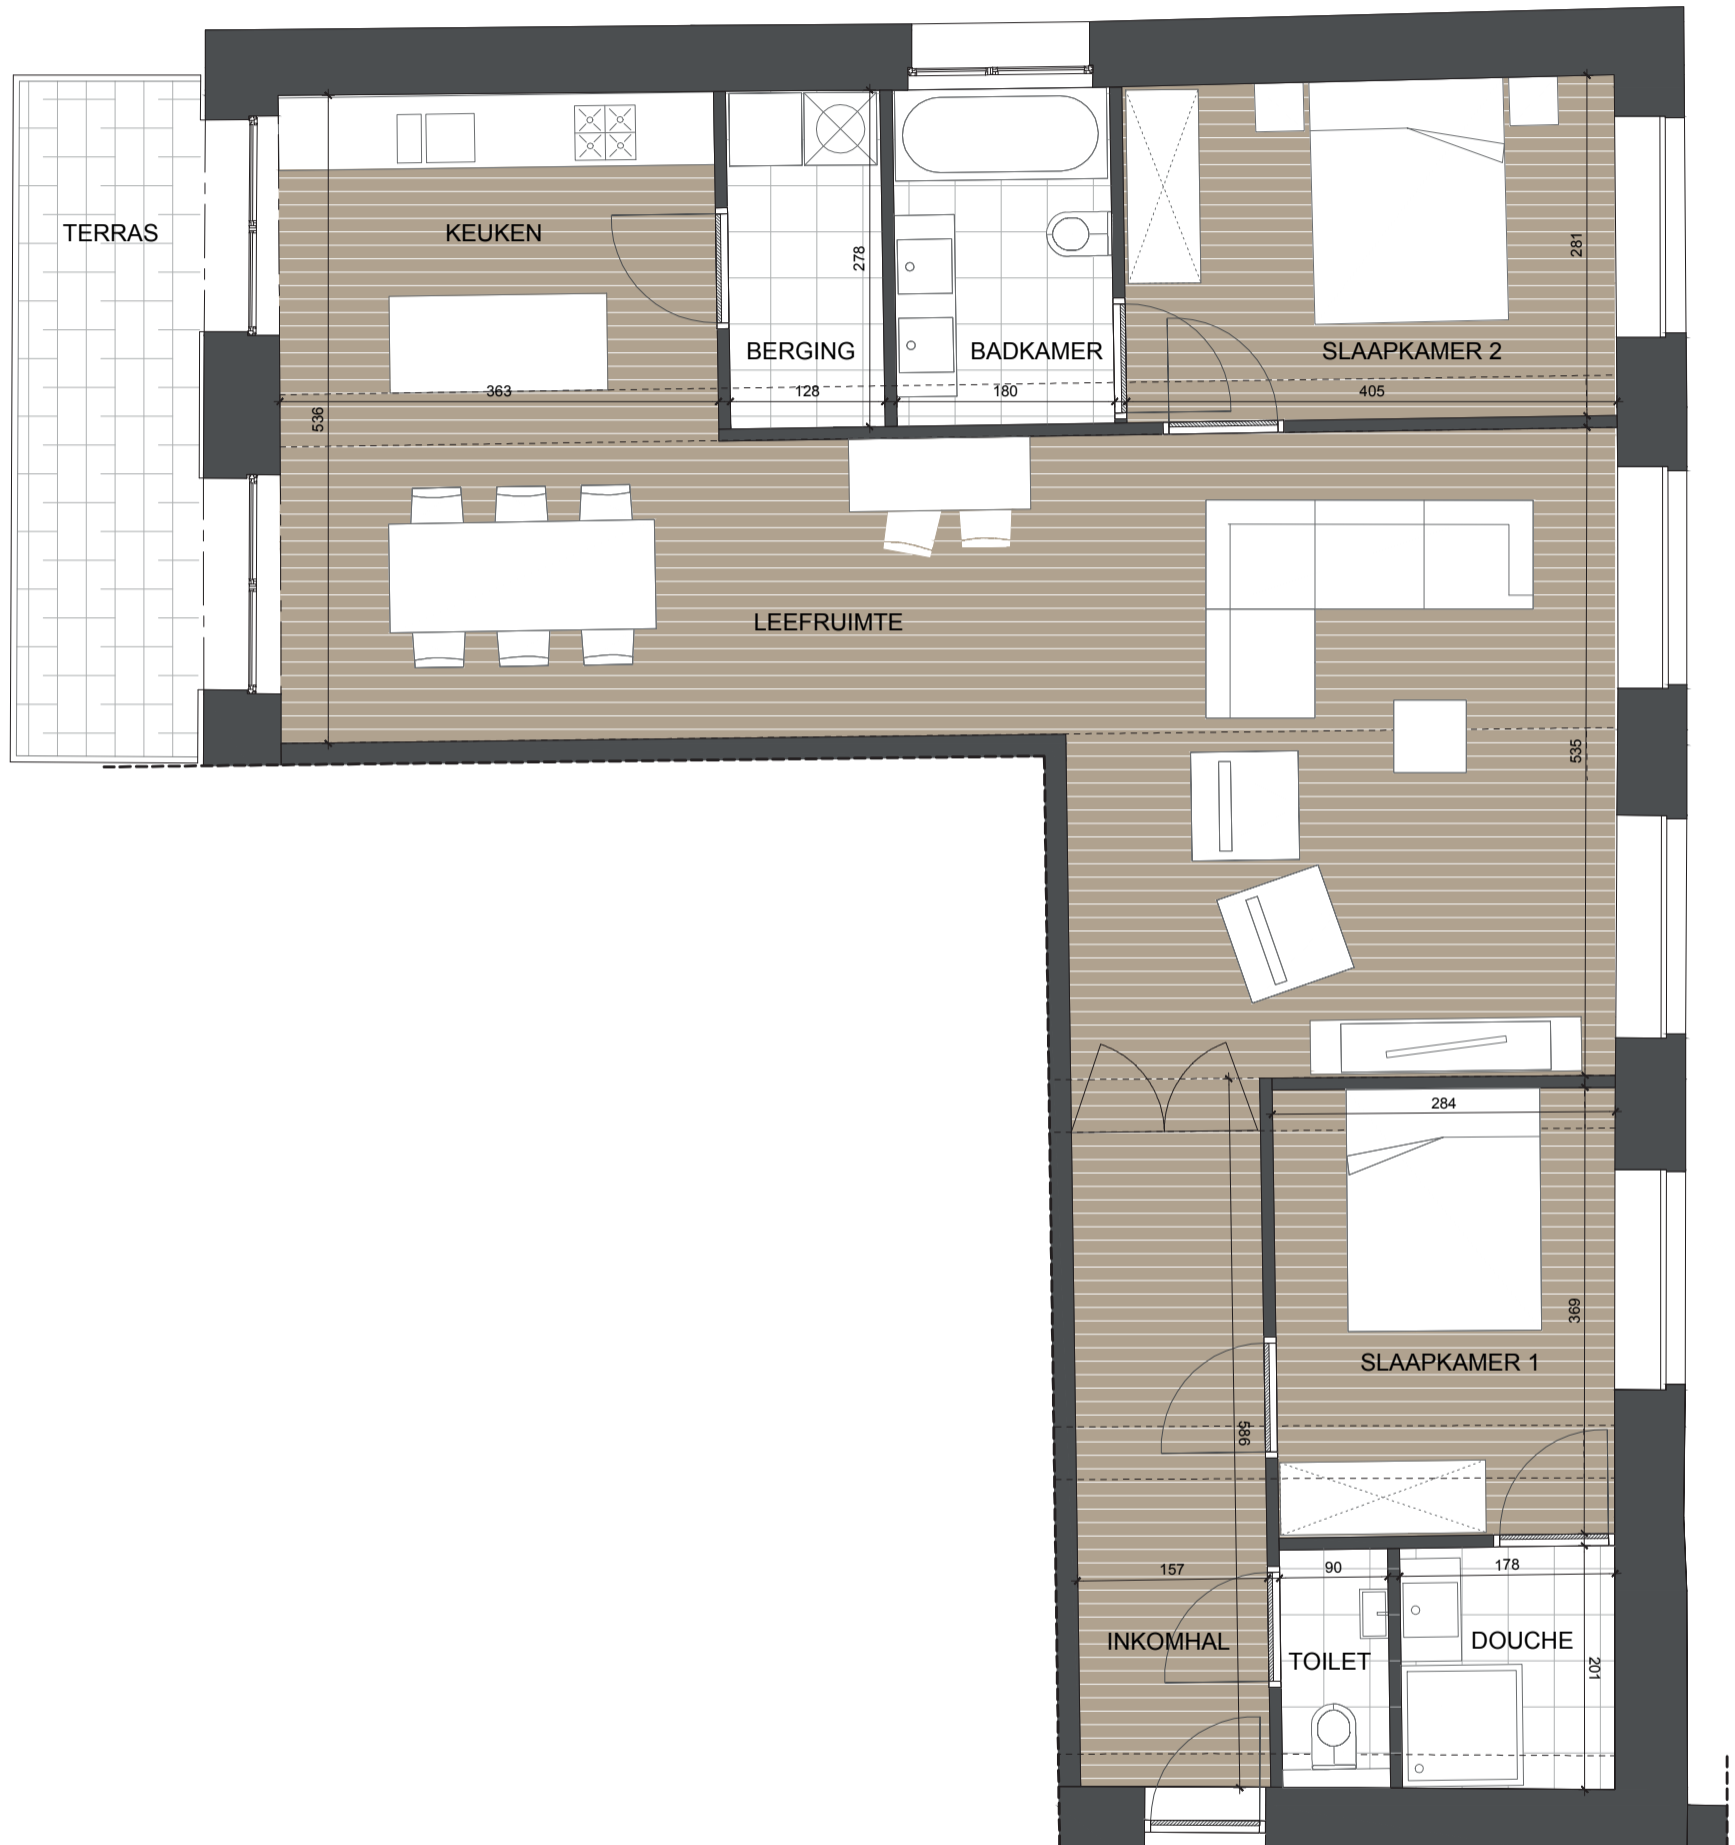 TERRAS
KEUKEN
278
281
BERGING
BADKAMER
SLAAPKAMER 2
363
128
180
405
536
LEEFRUIMTE
535
284
369
SLAAPKAMER 1
586
157
90
178
INKOMHAL
TOILET
DOUCHE
201